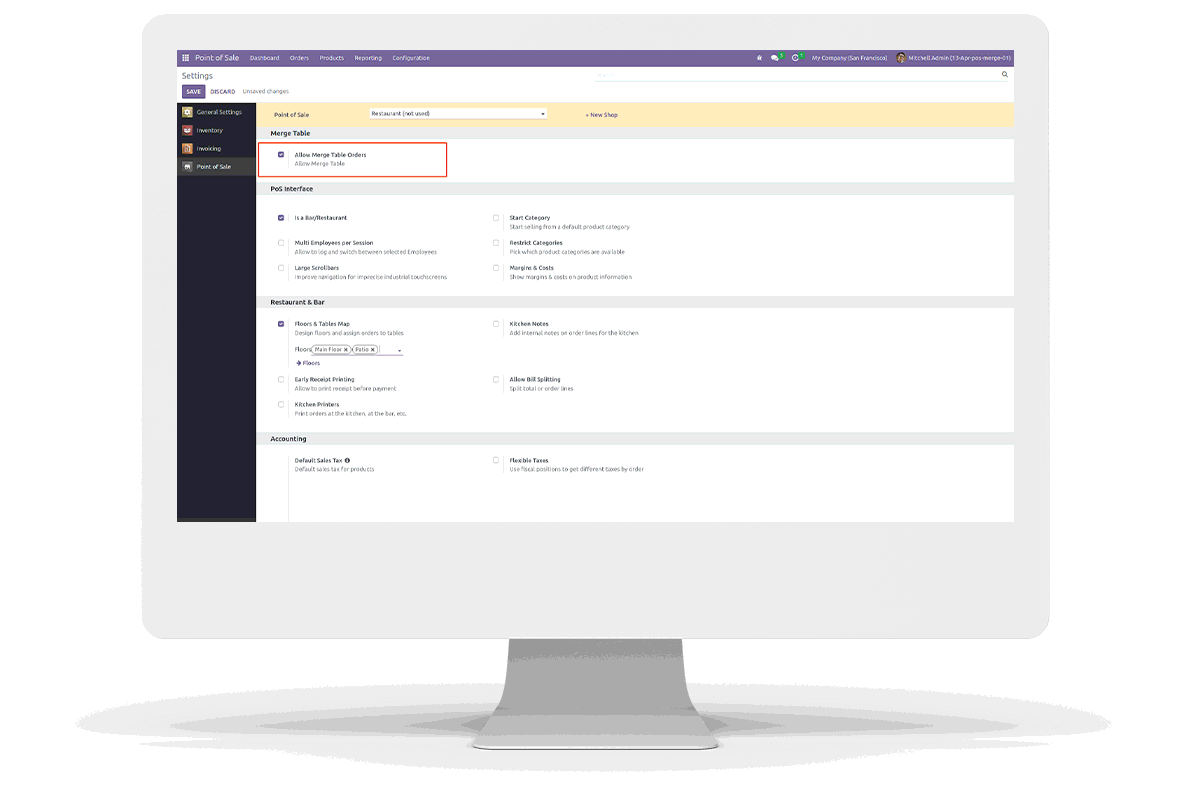 Point of Sale Dashboard Orders Products Reporting Configuration My Company (San Francisco) Mitchell Admin (13-Apr-pos-merge-01)
Settings
SAVE DISCARD Unsaved changes
General Settings
Inventory
Invoicing
Point of Sale
Point of Sale Restaurant (not used) + New Shop
Merge Table
Allow Merge Table Orders
Allow Merge Table
PoS Interface
Is a Bar/Restaurant
Start Category
Start selling from a default product category
Multi Employees per Session
Allow to log and switch between selected Employees
Restrict Categories
Pick which product categories are available
Large Scrollbars
Improve navigation for imprecise industrial touchscreens
Margins & Costs
Show margins & costs on product information
Restaurant & Bar
Floors & Tables Map
Design floors and assign orders to tables
Floors Main Floor × Patio ×
Floors
Kitchen Notes
Add internal notes on order lines for the kitchen
Early Receipt Printing
Allow to print receipt before payment
Allow Bill Splitting
Split total or order lines
Kitchen Printers
Print orders at the kitchen, at the bar, etc.
Accounting
Default Sales Tax
Default sales tax for products
Flexible Taxes
Use fiscal positions to get different taxes by order